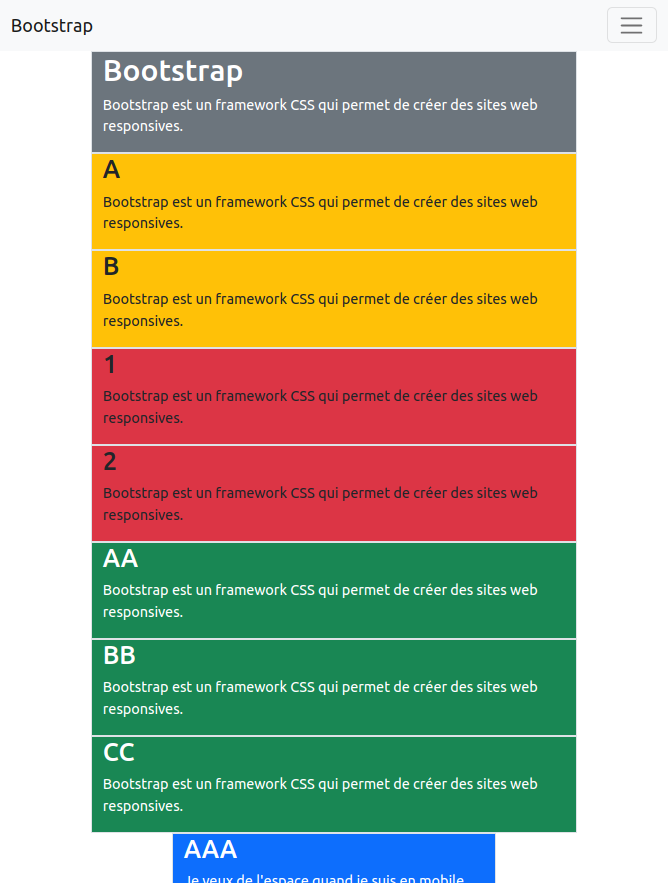 Bootstrap
Bootstrap
Bootstrap est un framework CSS qui permet de créer des sites web
responsives.
A
Bootstrap est un framework CSS qui permet de créer des sites web
responsives.
B
Bootstrap est un framework CSS qui permet de créer des sites web
responsives.
1
Bootstrap est un framework CSS qui permet de créer des sites web
responsives.
2
Bootstrap est un framework CSS qui permet de créer des sites web
responsives.
AA
Bootstrap est un framework CSS qui permet de créer des sites web
responsives.
BB
Bootstrap est un framework CSS qui permet de créer des sites web
responsives.
CC
Bootstrap est un framework CSS qui permet de créer des sites web
responsives.
AAA
Je veux de l'espace quand je suis en mobile